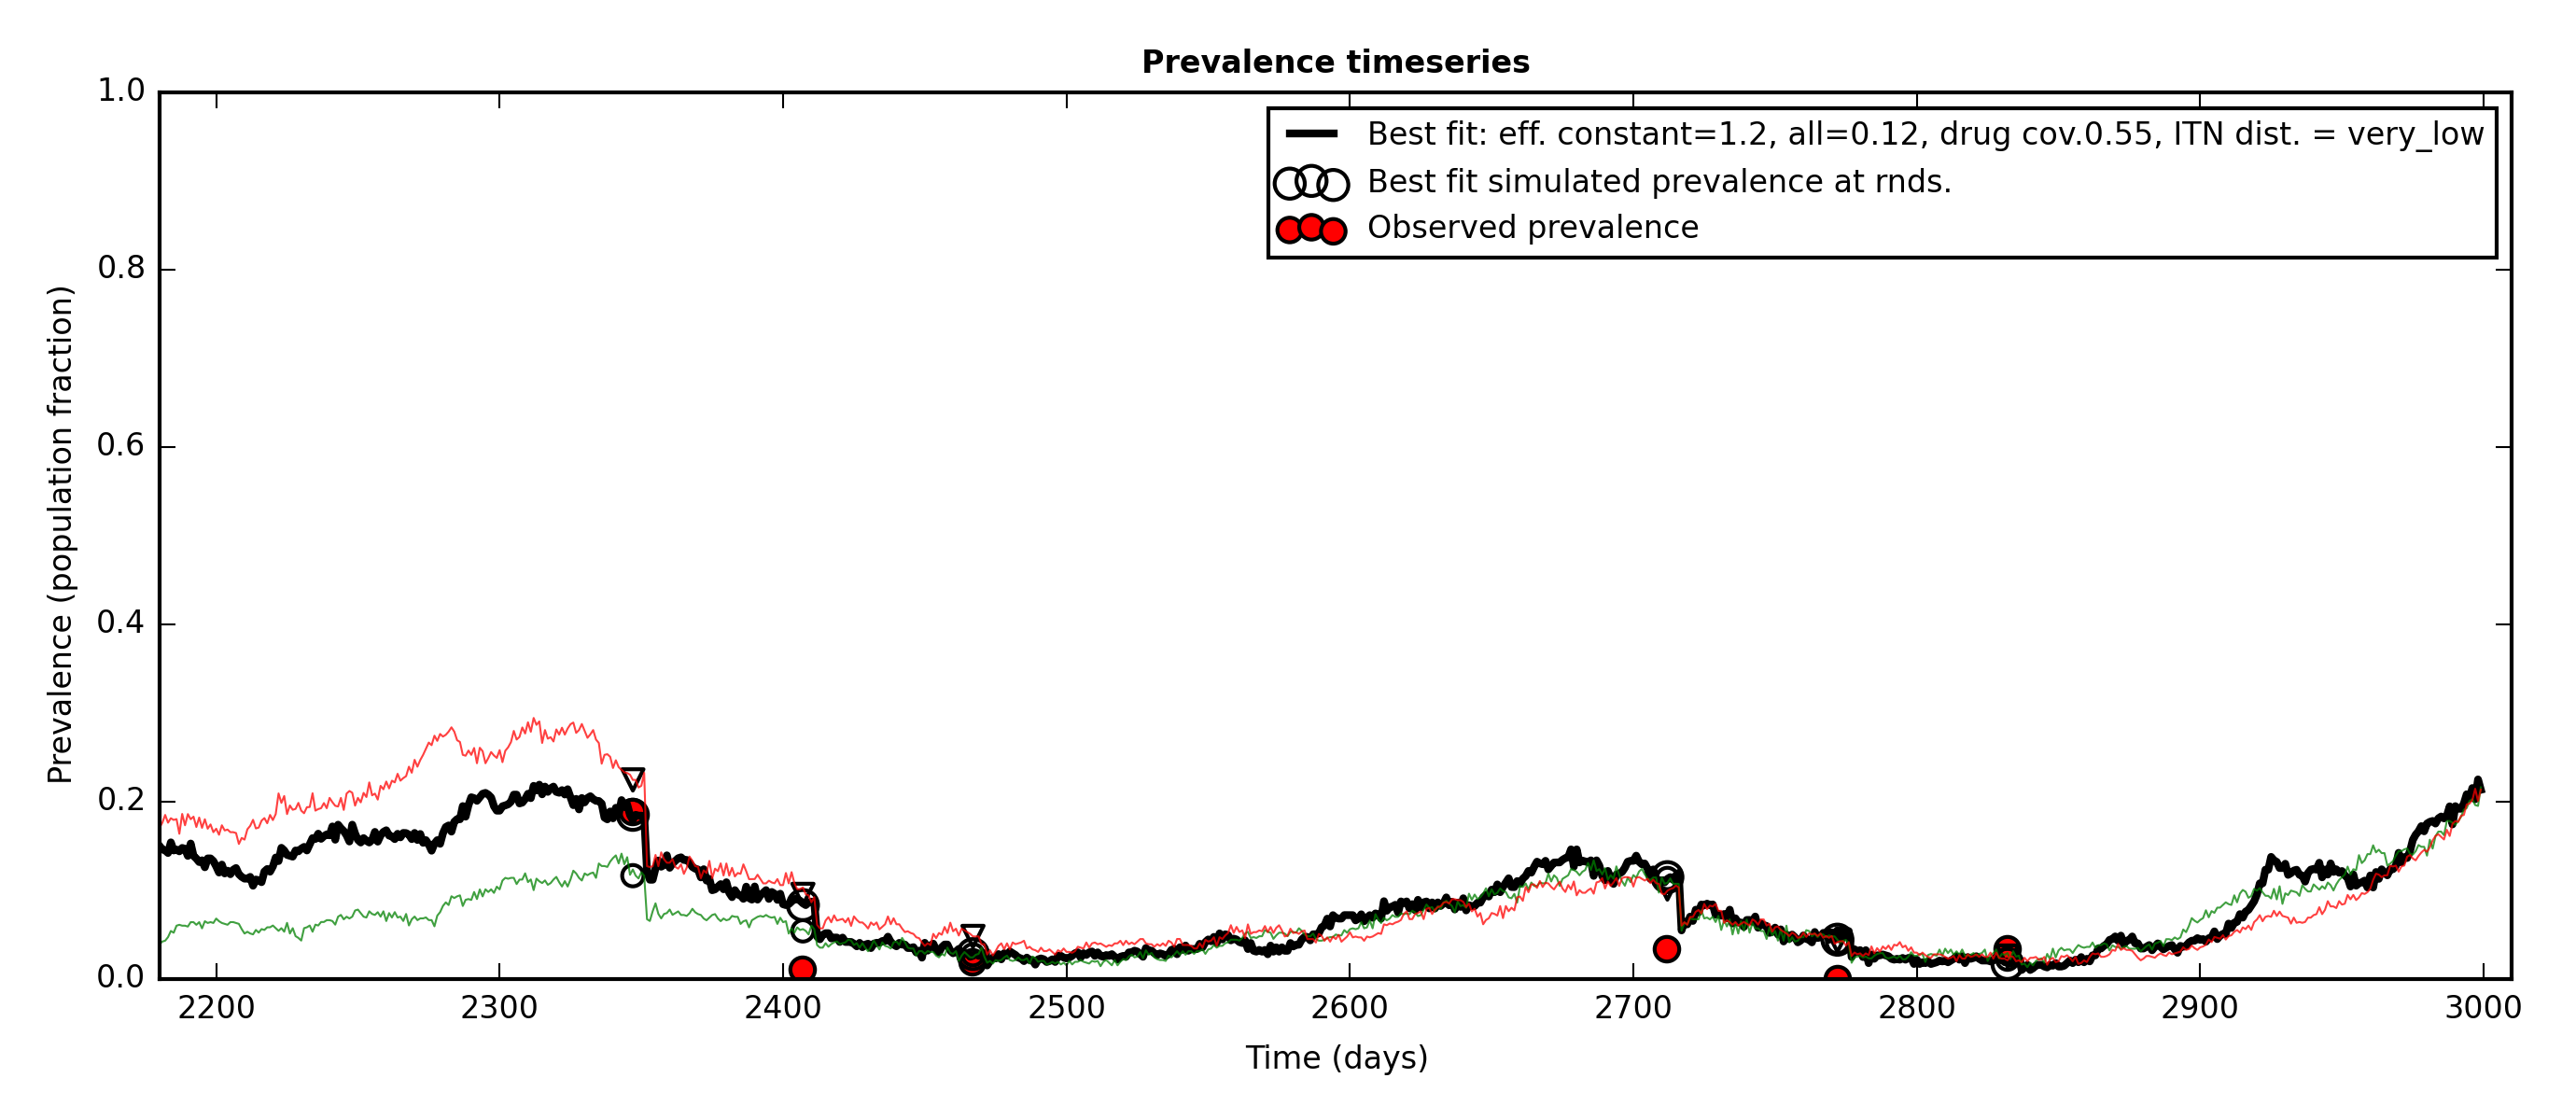 Prevalence timeseries
Best fit: eff. constant=1.2, all=0.12, drug cov.0.55, ITN dist. = very_low
Best fit simulated prevalence at rnds.
Observed prevalence
Prevalence (population fraction)
1.0
0.8
0.6
0.4
0.2
0.0
2200 2300 2400 2500 2600 2700 2800 2900 3000
Time (days)